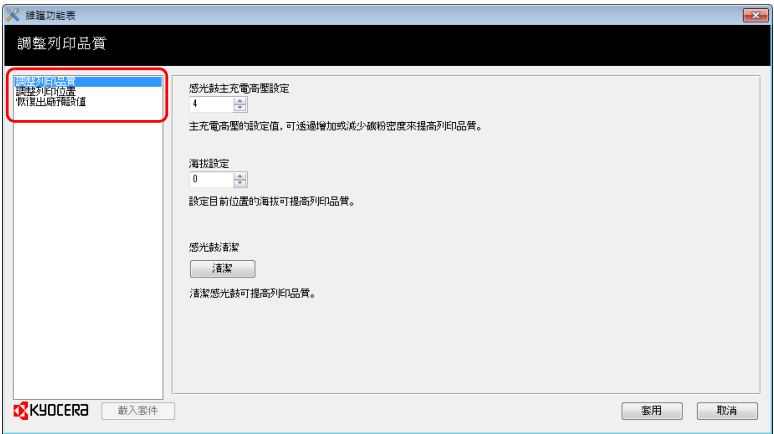 維護功能表
調整列印品質
調整列印品質
調整列印位置
恢復出廠預設值
感光鼓主充電高壓設定
4
主充電高壓的設定值, 可透過增加或減少碳粉密度來提高列印品質。
海拔設定
0
設定目前位置的海拔可提高列印品質。
感光鼓清潔
清潔
清潔感光鼓可提高列印品質。
KYOCERA
載入套件
套用
取消